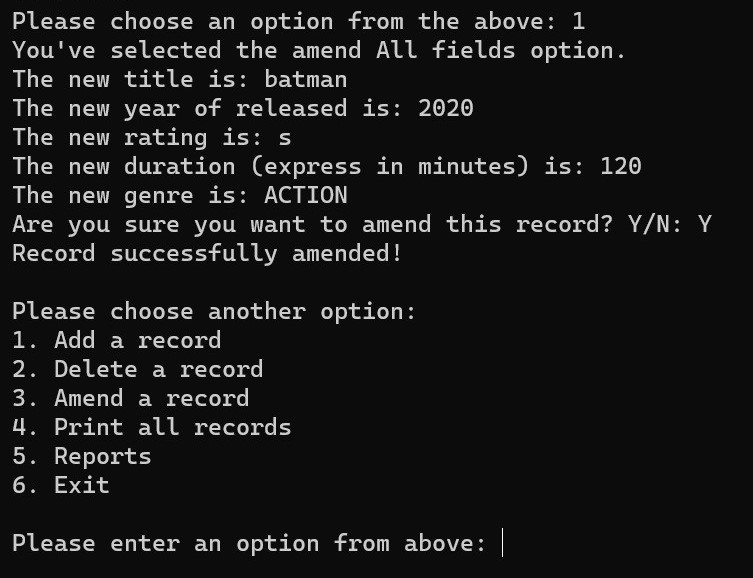 Please choose an option from the above: 1
You've selected the amend All fields option.
The new title is: batman
The new year of released is: 2020
The new rating is: s
The new duration (express in minutes) is: 120
The new genre is: ACTION
Are you sure you want to amend this record? Y/N: Y
Record successfully amended!
Please choose another option:
1. Add a record
2. Delete a record
3. Amend a record
4. Print all records
5. Reports
6. Exit
Please enter an option from above: